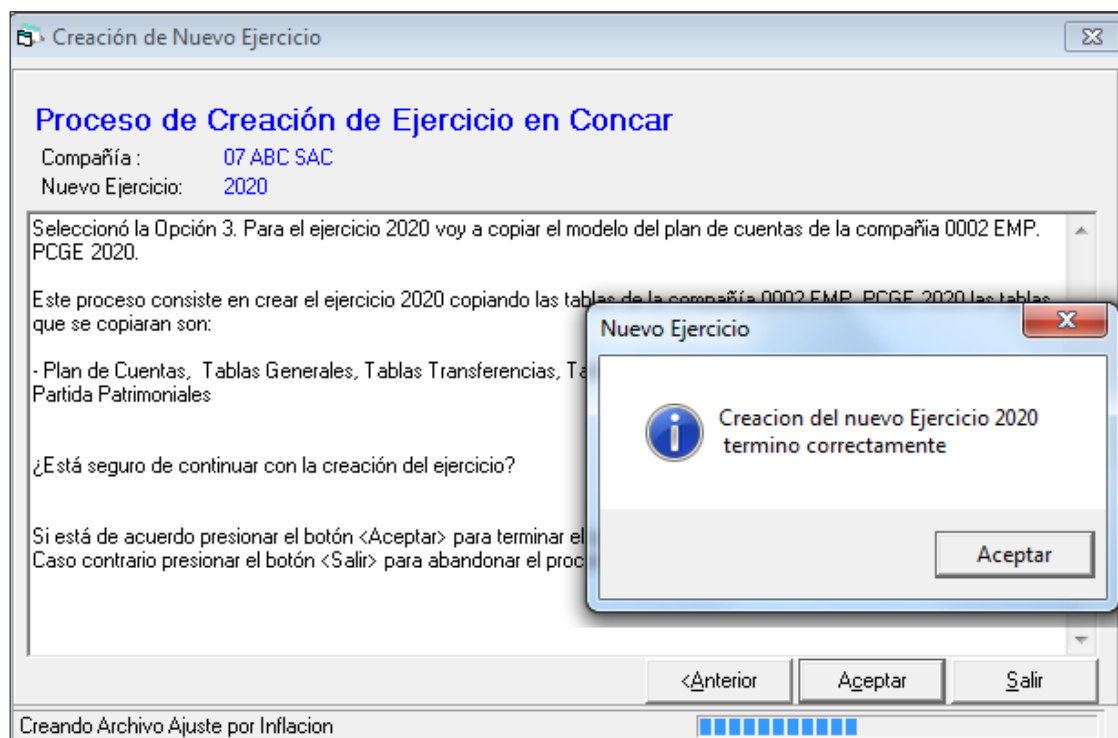 Creación de Nuevo Ejercicio
Proceso de Creación de Ejercicio en Concar
Compañía : 07 ABC SAC
Nuevo Ejercicio: 2020
Seleccionó la Opción 3. Para el ejercicio 2020 voy a copiar el modelo del plan de cuentas de la compañia 0002 EMP.
PCGE 2020.
Este proceso consiste en crear el ejercicio 2020 copiando las tablas de la compañía 0002 EMP. PCGE 2020 las tablas
que se copiaran son:
- Plan de Cuentas, Tablas Generales, Tablas Transferencias,
Partida Patrimoniales
¿Está seguro de continuar con la creación del ejercicio?
Si está de acuerdo presionar el botón <Aceptar> para terminar el
Caso contrario presionar el botón <Salir> para abandonar el
Nuevo Ejercicio
Creacion del nuevo Ejercicio 2020
termino correctamente
Aceptar
<Anterior Aceptar Salir
Creando Archivo Ajuste por Inflacion